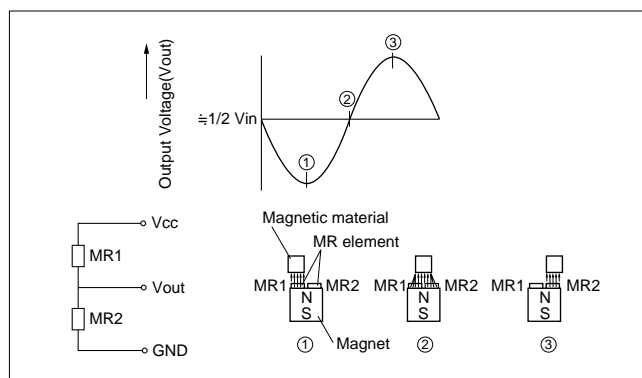 Output Voltage(Vout)
③
②
≒1/2 Vin
①
Magnetic material
Vcc
MR element
MR1
MR1 MR2 MR1 MR2 MR2
Vout
N N N
S S S
MR2
Magnet
GND
① ② ③